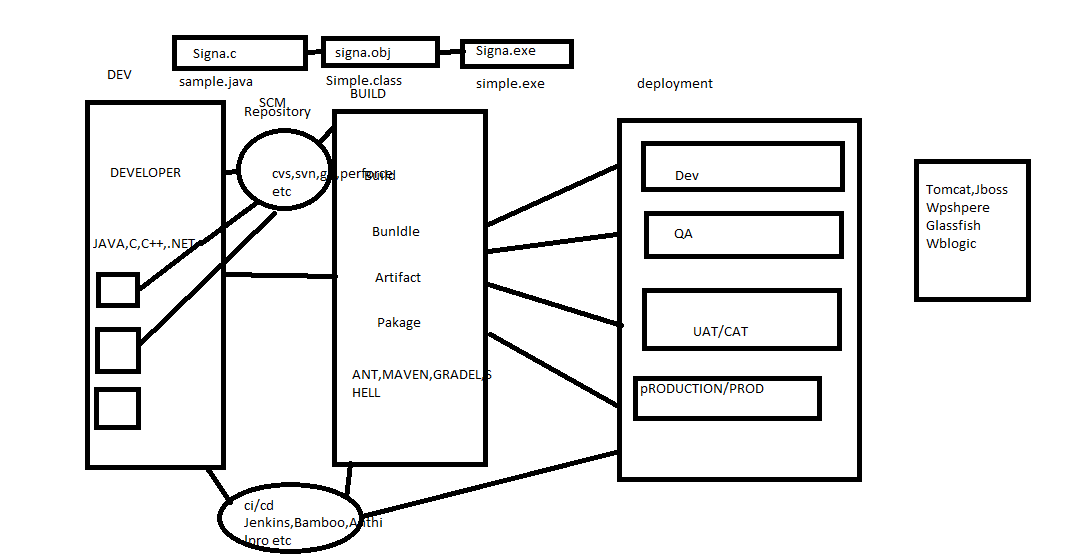 Signa.c
signa.obj
Signa.exe
sample.java
Simple.class
simple.exe
DEV
SCM
Repository
BUILD
deployment
DEVELOPER
JAVA,C,C++,.NET
cvs,svn,git,perforce
etc
Build
Bunldle
Artifact
Pakage
ANT,MAVEN,GRADEL,S
HELL
Dev
QA
UAT/CAT
pRODUCTION/PROD
Tomcat,Jboss
Wpshpere
Glassfish
Wblogic
ci/cd
Jenkins,Bamboo,Anthi
lpro etc